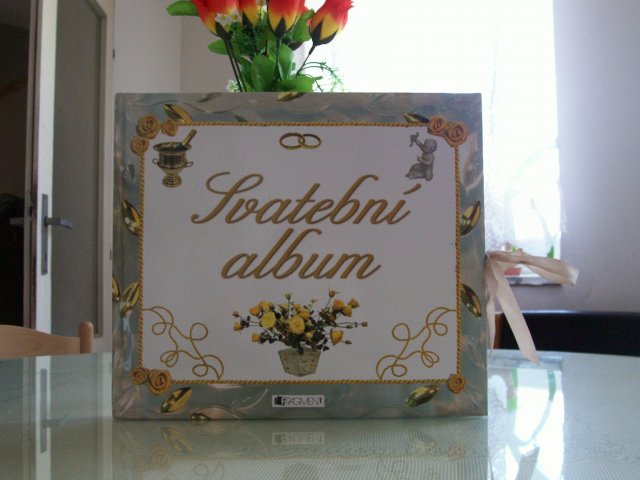 Svatební
album
FRAGMENT